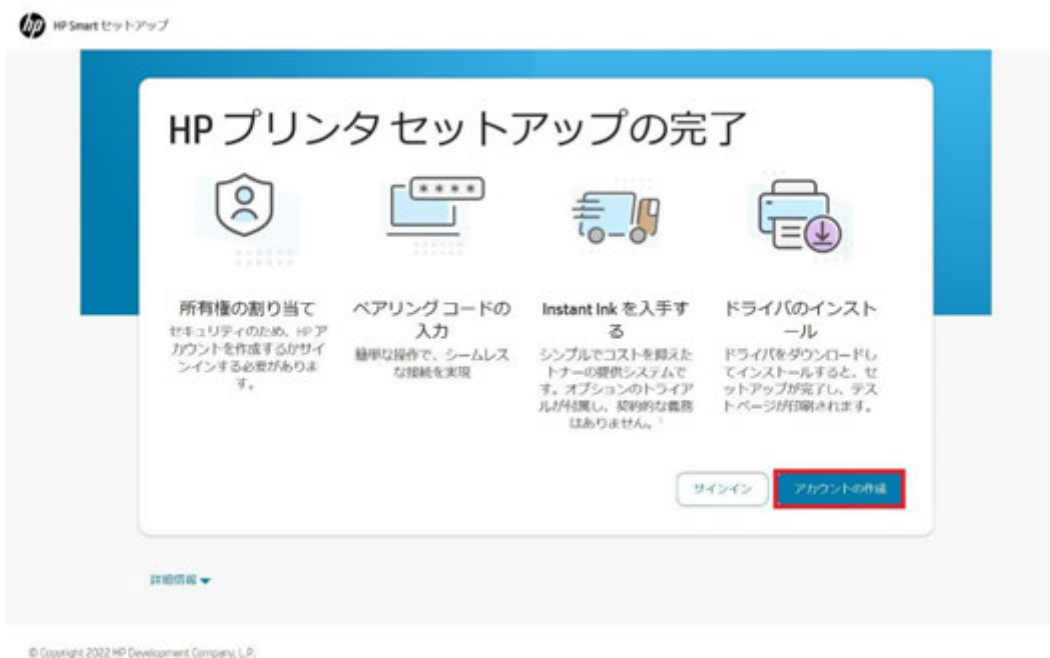 hp HP Smart セットアップ
HP プリンタ セットアップの完了
****
所有権の割り当て
セキュリティのため、HP ア
カウントを作成するかサイ
ンインする必要がありま
す。
ペアリング コードの
入力
簡単な操作で、シームレス
な接続を実現
Instant Ink を入手す
る
シンプルでコストを抑えた
トナーの提供システムで
す。オプションのトライア
ルが付属し、契約的な義務
はありません。
ドライバのインスト
ール
ドライバをダウンロードし
てインストールすると、セ
ットアップが完了し、テス
トページが印刷されます。
サインイン
アカウントの作成
詳細情報
© Copyright 2022 HP Development Company, L.P.